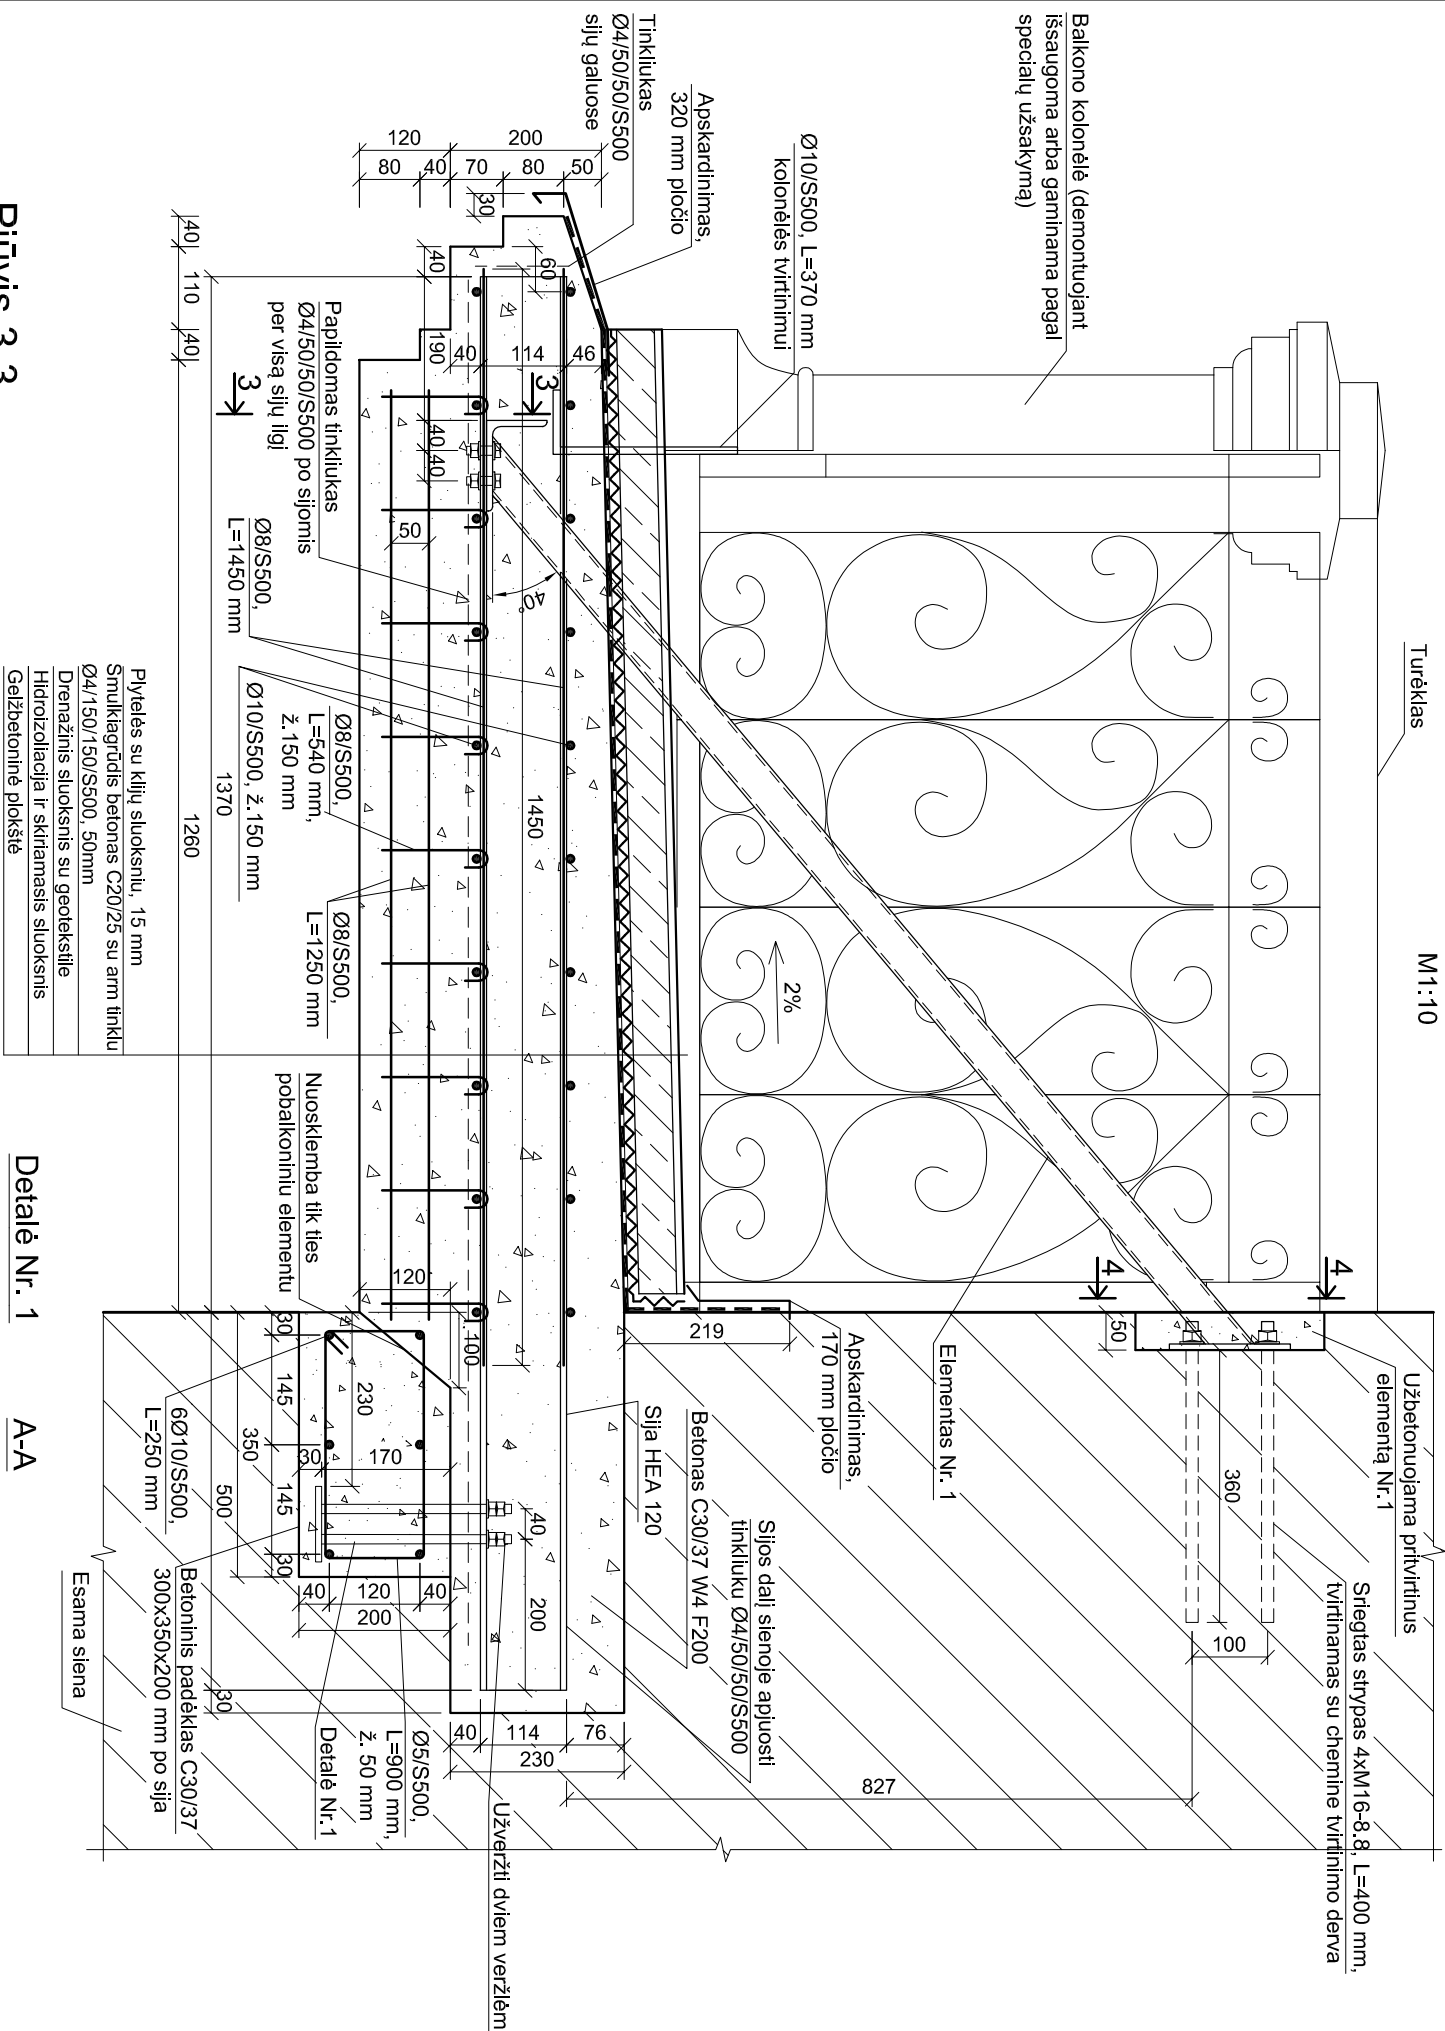 M1:10
Turėklas
Balkono kolonėlė (demontuojant
išsaugoma arba gaminama pagal
specialų užsakymą)
Ø10/S500, L=370 mm
kolonėlės tvirtinimui
Apskardinimas,
320 mm pločio
Tinkliukas
Ø4/50/50/S500
sijų galuose
Užbetonuojama pritvirtinus
elementą Nr.1
Sriegtas strypas 4xM16-8.8, L=400 mm,
tvirtinamas su chemine tvirtinimo derva
4
4
50
360
100
827
2%
Elementas Nr. 1
Apskardinimas,
170 mm pločio
219
Betonas C30/37 W4 F200
Sija HEA 120
Sijos dalį sienoje apjuosti
tinkliuku Ø4/50/50/S500
200
120
50
80
70
40
80
30
60
40
190
46
114
40
3
3
40
40
40°
50
1450
120
100
40
200
76
114
40
230
Užveržti dviem veržlėm
Papildomas tinkliukas
Ø4/50/50/S500 po sijomis
per visą sijų ilgį
Ø8/S500,
L=1450 mm
Ø10/S500, ž.150 mm
Ø8/S500,
L=540 mm,
ž.150 mm
Ø8/S500,
L=1250 mm
Nuosklemba tik ties
pobalkoniniu elementu
230
170
30
30
145
145
30
350
500
30
40
120
40
200
6Ø10/S500,
L=250 mm
Ø5/S500,
L=900 mm,
ž. 50 mm
Detalė Nr.1
Betoninis padėklas C30/37
300x350x200 mm po sija
Esama siena
1370
40
110
40
1260
Plytelės su klijų sluoksniu, 15 mm
Smulkiagrūdis betonas C20/25 su arm tinklu
Ø4/150/150/S500, 50mm
Drenažinis sluoksnis su geotekstile
Hidroizoliacija ir skiriamasis sluoksnis
Gelžbetoninė plokštė
Pjūvis 3-3
Detalė Nr. 1
A-A